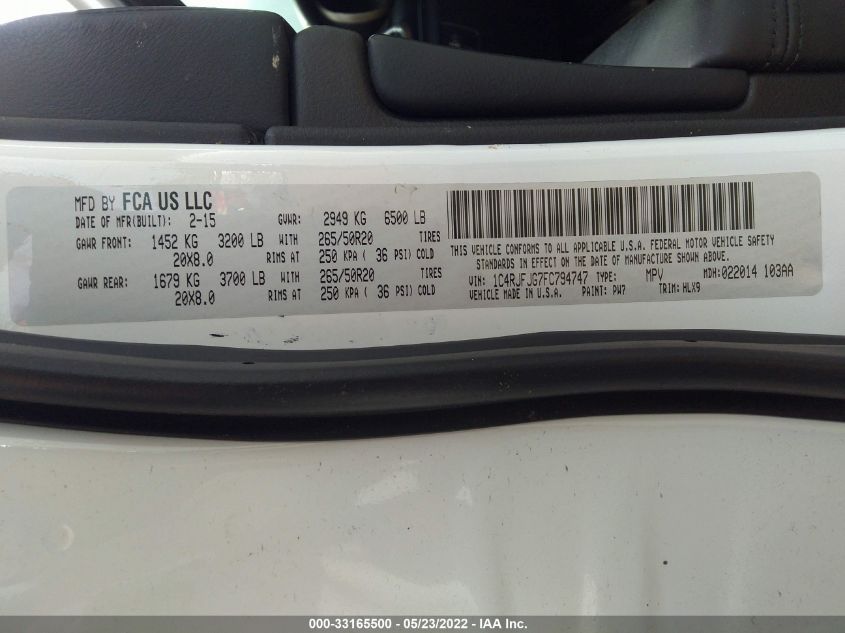 MFD BY FCA US LLC
DATE OF MFR(BUILT): 2-15 GVWR: 2949 KG 6500 LB
GAWR FRONT: 1452 KG 3200 LB WITH 265/50R20 TIRES
20X8.0 RIMS AT 250 KPA ( 36 PSI) COLD
GAWR REAR: 1679 KG 3700 LB WITH 265/50R20 TIRES
20X8.0 RIMS AT 250 KPA ( 36 PSI) COLD
THIS VEHICLE CONFORMS TO ALL APPLICABLE U.S.A. FEDERAL MOTOR VEHICLE SAFETY
STANDARDS IN EFFECT ON THE DATE OF MANUFACTURE SHOWN ABOVE.
VIN: 1C4RJFJG7FC794747 TYPE: MPV MDH:022014 103AA
VEHICLE MADE IN U.S.A. PAINT: PW7 TRIM: HLX9
000-33165500 - 05/23/2022 - IAA Inc.